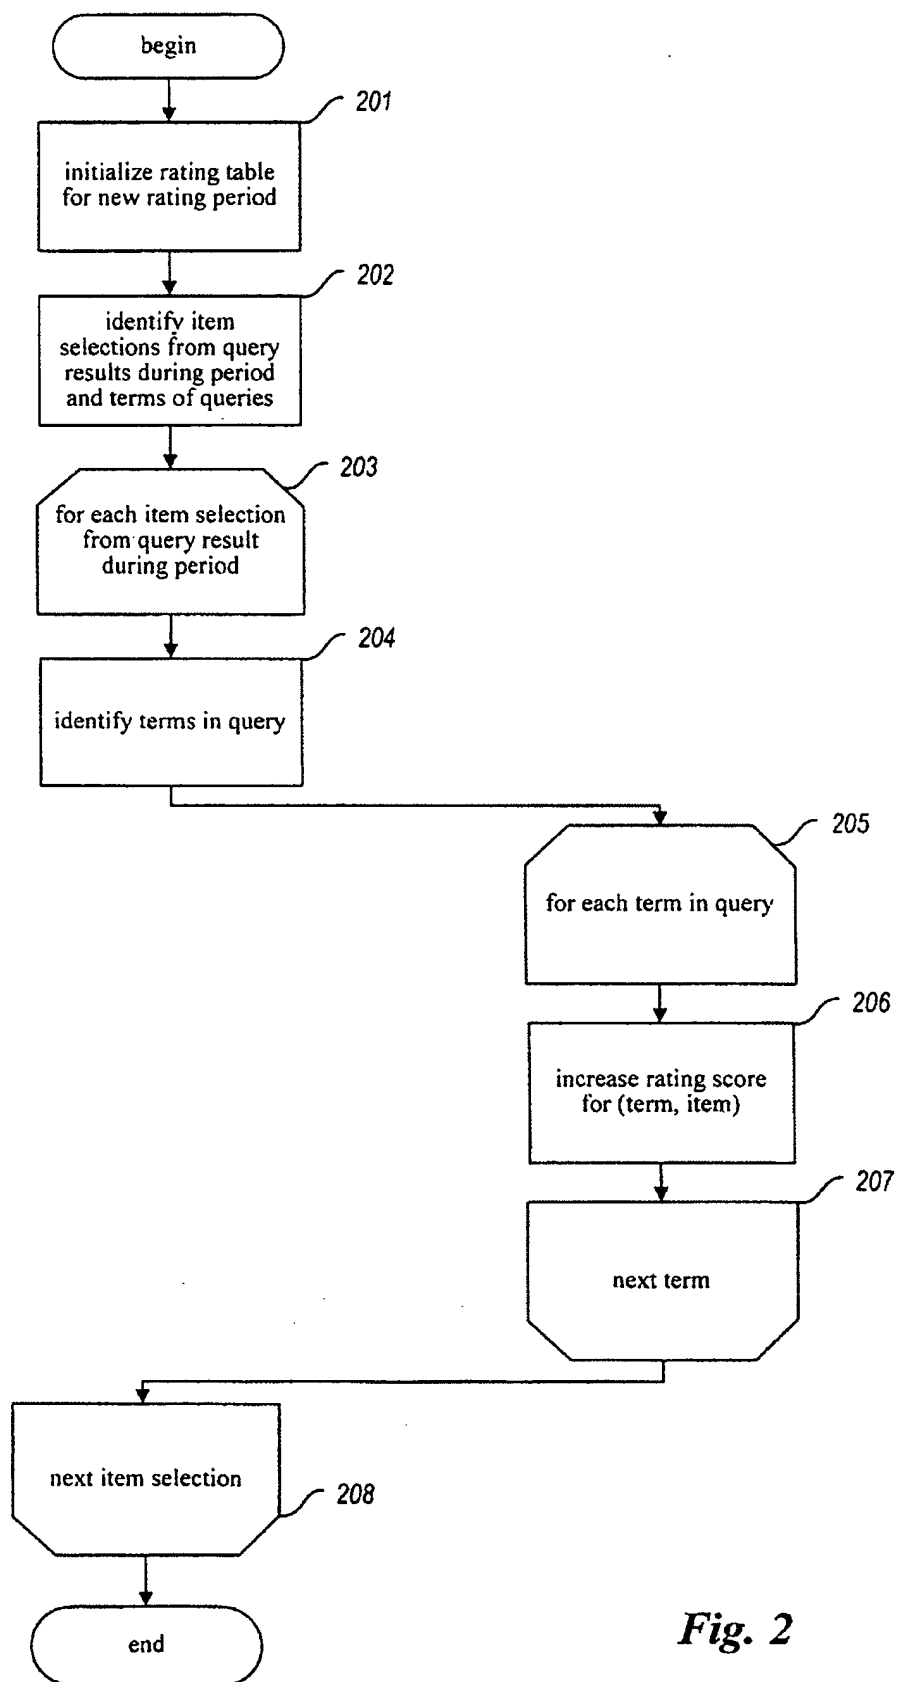 begin
201
initialize rating table
for new rating period
202
identify item
selections from query
results during period
and terms of queries
203
for each item selection
from query result
during period
204
identify terms in query
205
for each term in query
206
increase rating score
for (term, item)
207
next term
next item selection
208
end
Fig. 2